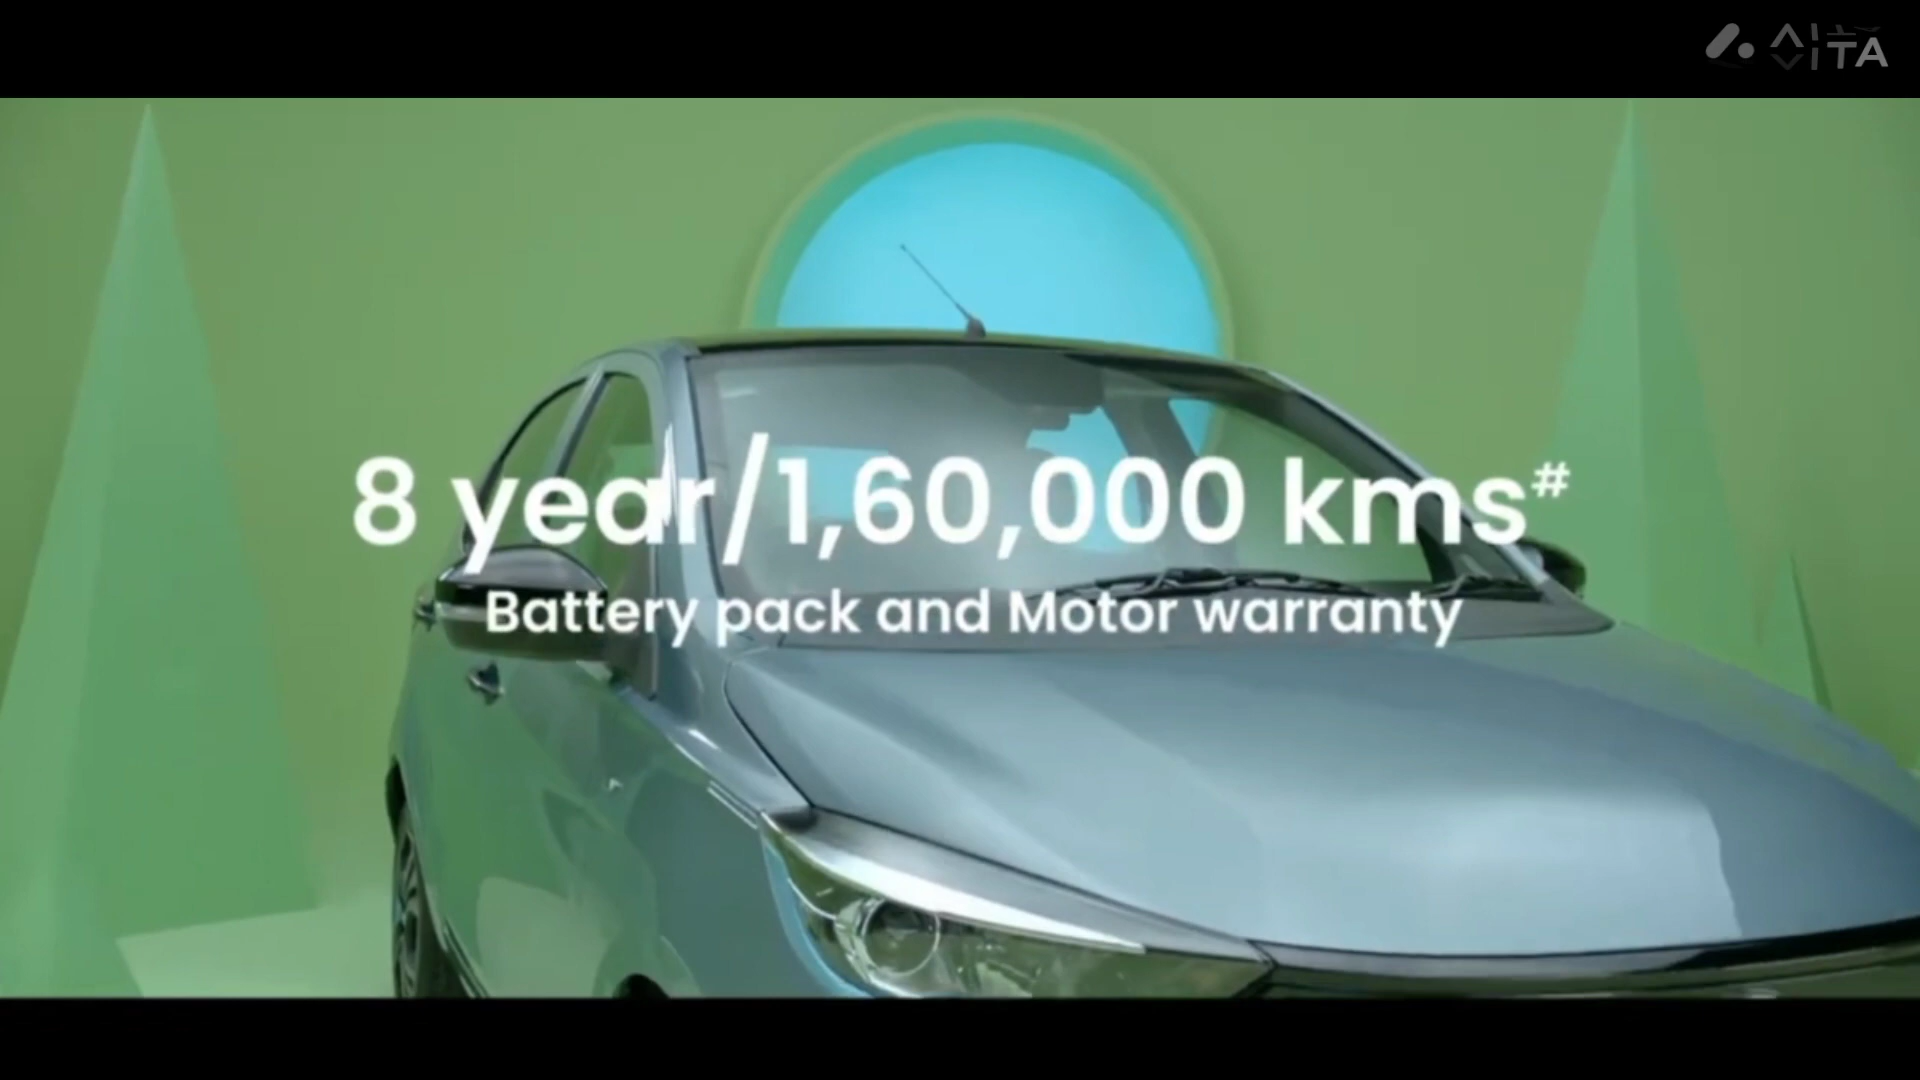 8 year/1,60,000 kms#
Battery pack and Motor warranty